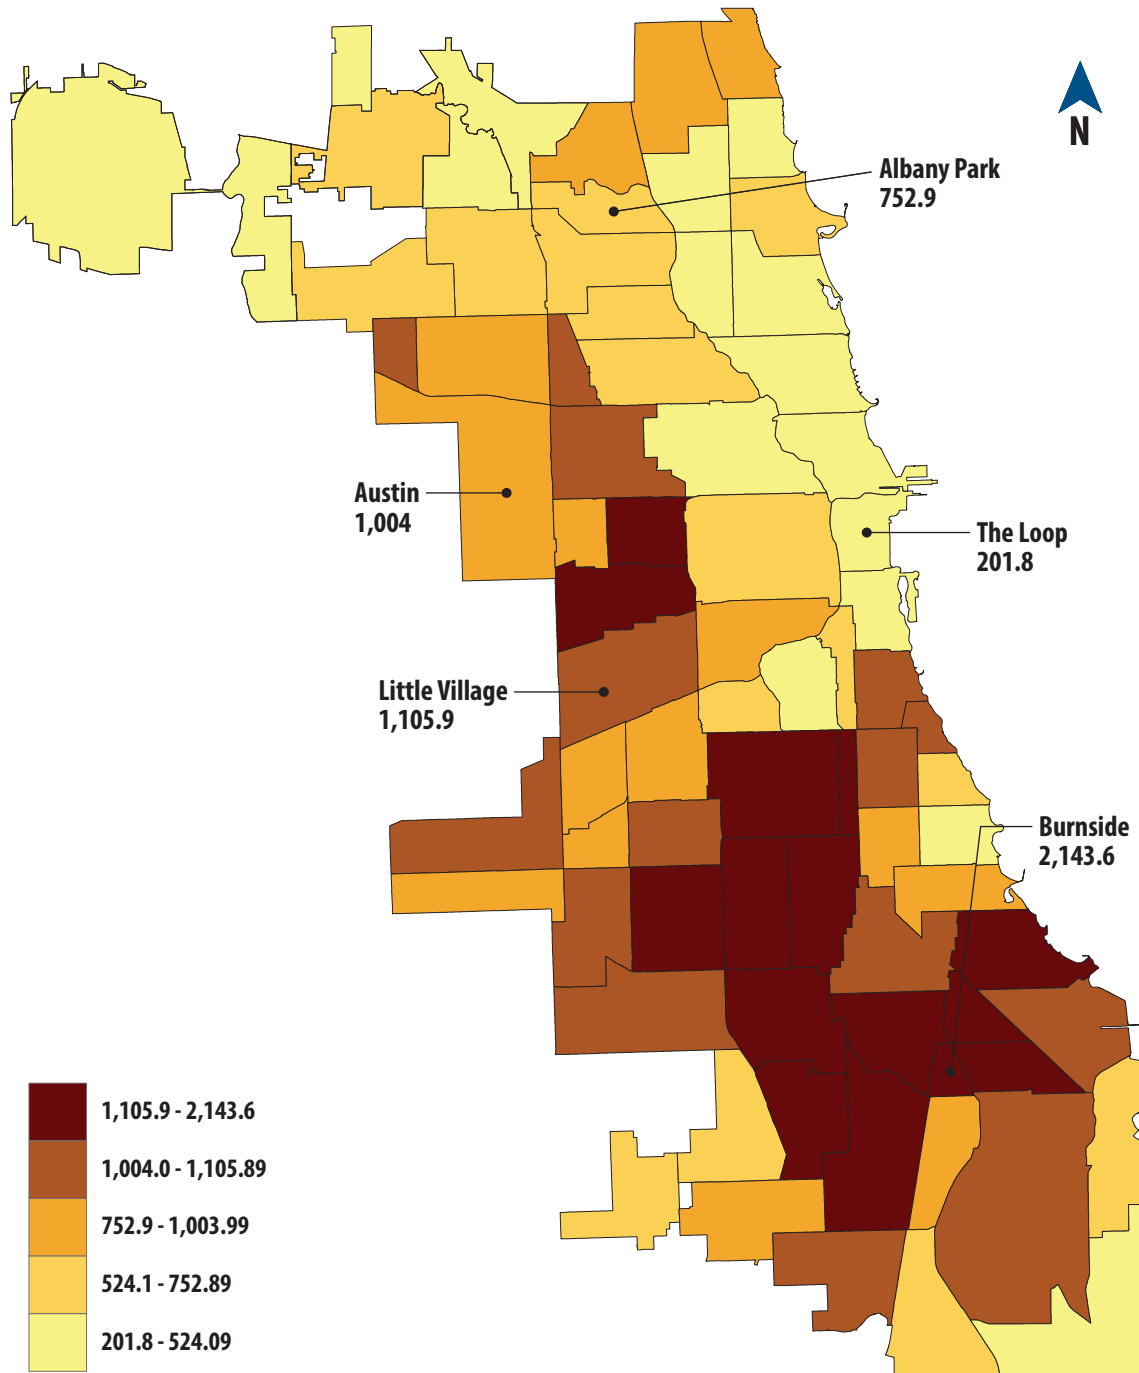 N
Albany Park
752.9
Austin
1,004
The Loop
201.8
Little Village
1,105.9
Burnside
2,143.6
1,105.9 - 2,143.6
1,004.0 - 1,105.89
752.9 - 1,003.99
524.1 - 752.89
201.8 - 524.09